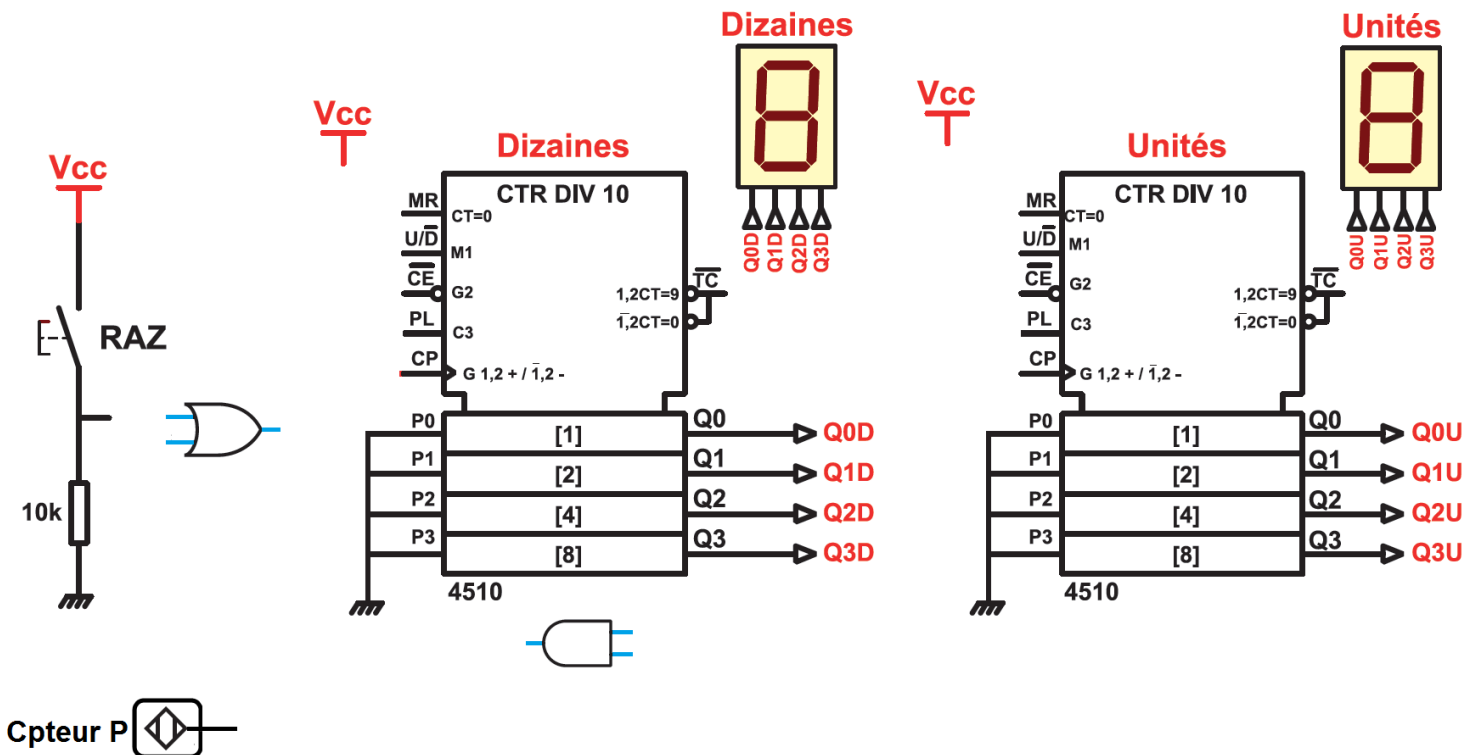 Dizaines
Unités
Vcc
Vcc
Vcc
Dizaines
Unités
CTR DIV 10
CTR DIV 10
MR
CT=0
U/D̅
M1
C̅E̅
G2
PL
C3
CP
G 1,2 + / 1̅,2 -
1,2CT=9
1̅,2CT=0
T̅C̅
Q0D
Q1D
Q2D
Q3D
MR
CT=0
U/D̅
M1
C̅E̅
G2
PL
C3
CP
G 1,2 + / 1̅,2 -
1,2CT=9
1̅,2CT=0
T̅C̅
Q0U
Q1U
Q2U
Q3U
RAZ
10k
P0 [1] Q0 Q0D
P1 [2] Q1 Q1D
P2 [4] Q2 Q2D
P3 [8] Q3 Q3D
4510
P0 [1] Q0 Q0U
P1 [2] Q1 Q1U
P2 [4] Q2 Q2U
P3 [8] Q3 Q3U
4510
Cpteur P